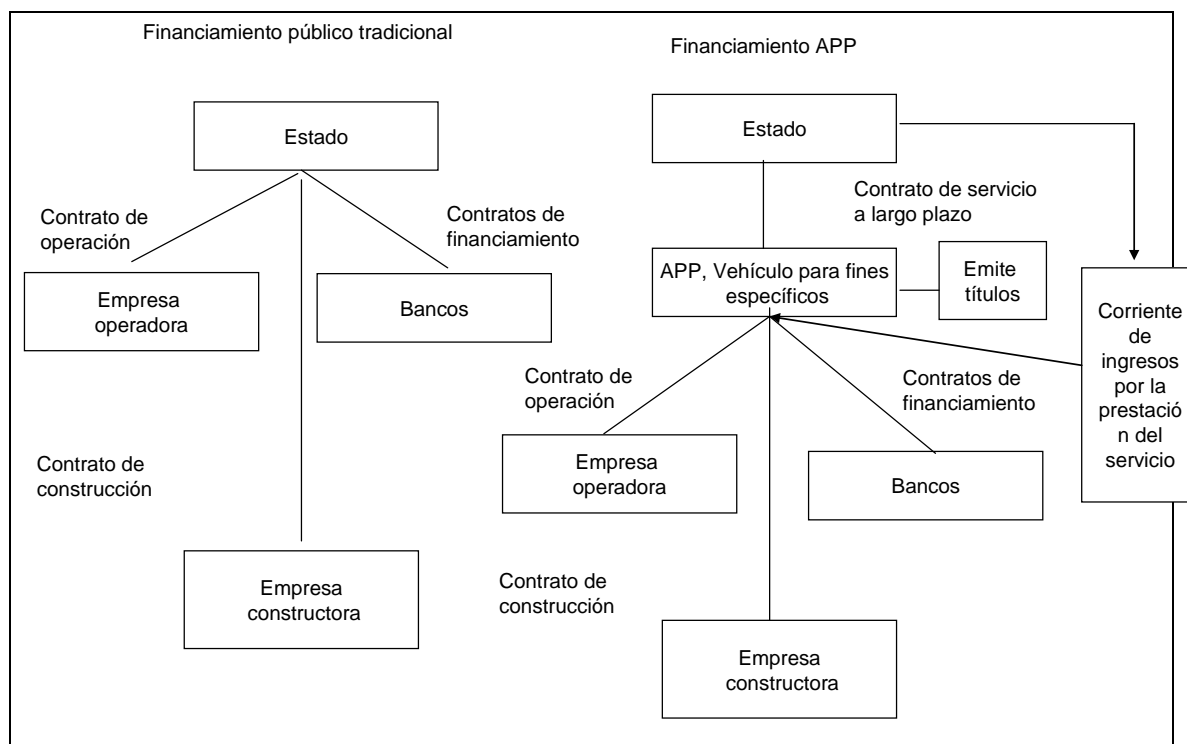 Financiamiento público tradicional
Estado
Contrato de
operación
Contratos de
financiamiento
Empresa
operadora
Bancos
Contrato de
construcción
Empresa
constructora
Financiamiento APP
Estado
Contrato de servicio
a largo plazo
APP, Vehículo para fines
específicos
Emite
títulos
Corriente
de
ingresos
por la
prestació
n del
servicio
Contrato de
operación
Contratos de
financiamiento
Empresa
operadora
Bancos
Contrato de
construcción
Empresa
constructora